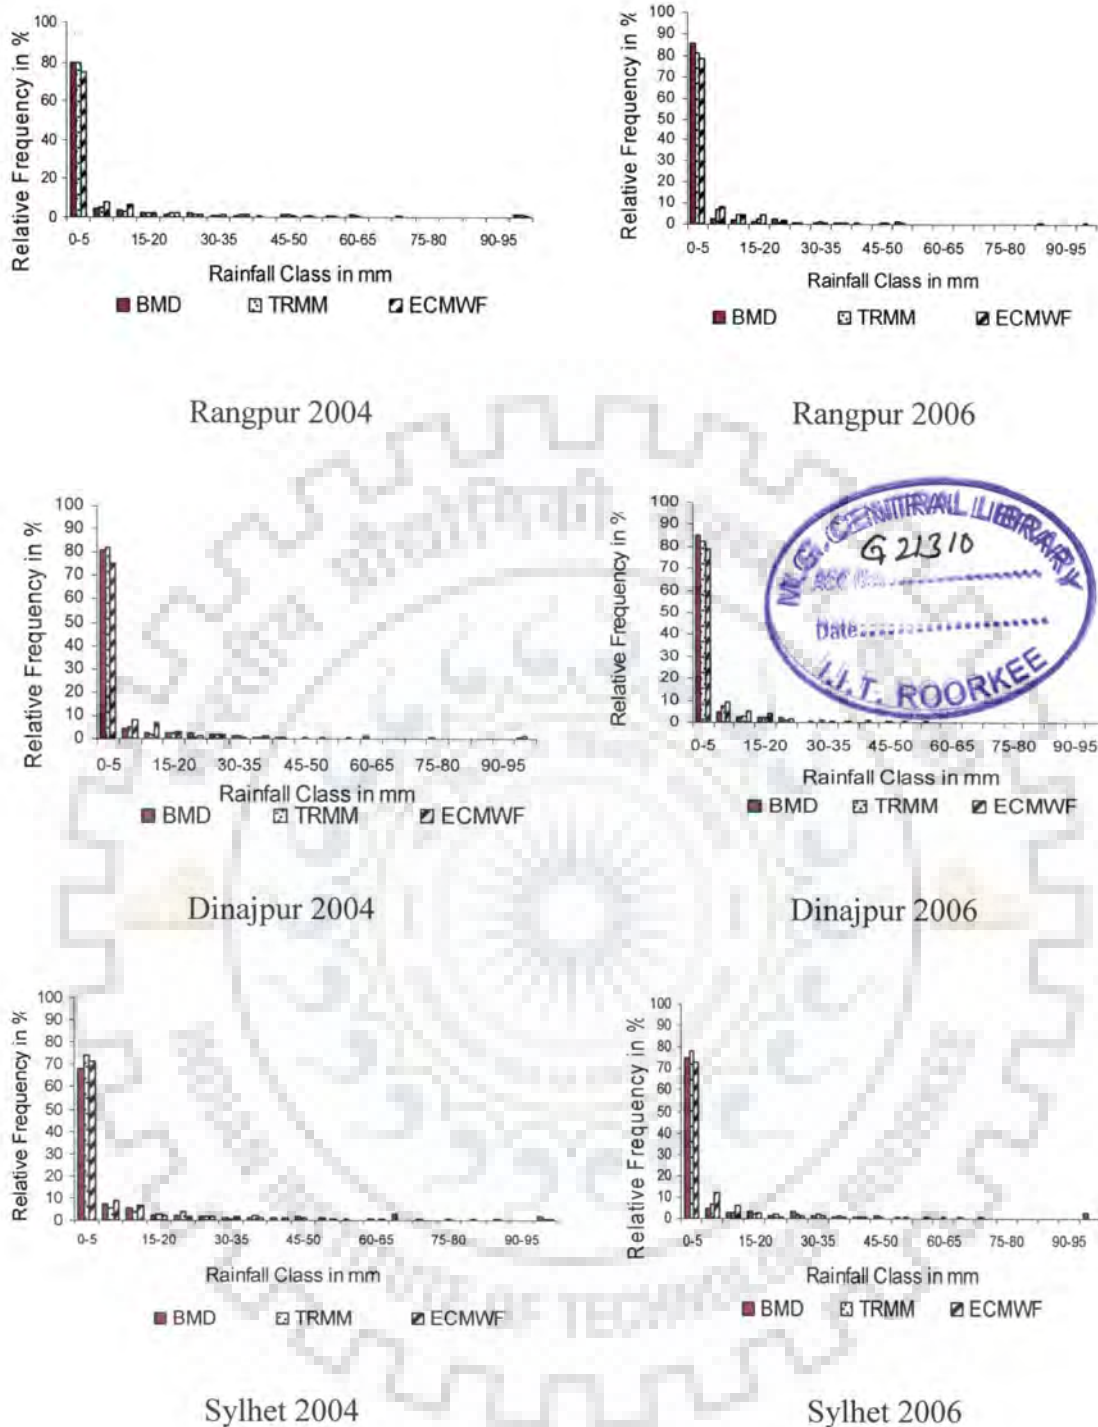 Relative Frequency in %
100
80
60
40
20
0
0-5 15-20 30-35 45-50 60-65 75-80 90-95
Rainfall Class in mm
BMD TRMM ECMWF
Rangpur 2004
Relative Frequency in %
100
90
80
70
60
50
40
30
20
10
0
0-5 15-20 30-35 45-50 60-65 75-80 90-95
Rainfall Class in mm
BMD TRMM ECMWF
Rangpur 2006
Relative Frequency in %
100
90
80
70
60
50
40
30
20
10
0
0-5 15-20 30-35 45-50 60-65 75-80 90-95
Rainfall Class in mm
BMD TRMM ECMWF
Dinajpur 2004
Relative Frequency in %
100
90
80
70
60
50
40
30
20
10
0
0-5 15-20 30-35 45-50 60-65 75-80 90-95
Rainfall Class in mm
BMD TRMM ECMWF
Dinajpur 2006
M.G. CENTRAL LIBRARY
G21310
Date
I.I.T. ROORKEE
Relative Frequency in %
100
90
80
70
60
50
40
30
20
10
0
0-5 15-20 30-35 45-50 60-65 75-80 90-95
Rainfall Class in mm
BMD TRMM ECMWF
Sylhet 2004
Relative Frequency in %
100
90
80
70
60
50
40
30
20
10
0
0-5 15-20 30-35 45-50 60-65 75-80 90-95
Rainfall Class in mm
BMD TRMM ECMWF
Sylhet 2006